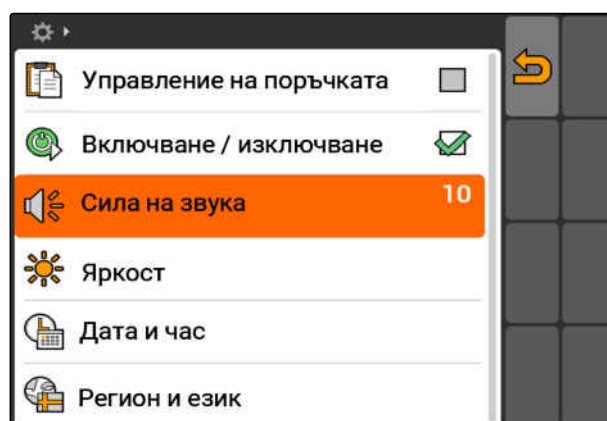 Управление на поръчката
Включване / изключване
Сила на звука 10
Яркост
Дата и час
Регион и език